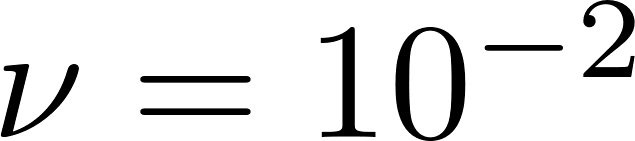 ν = 10⁻²